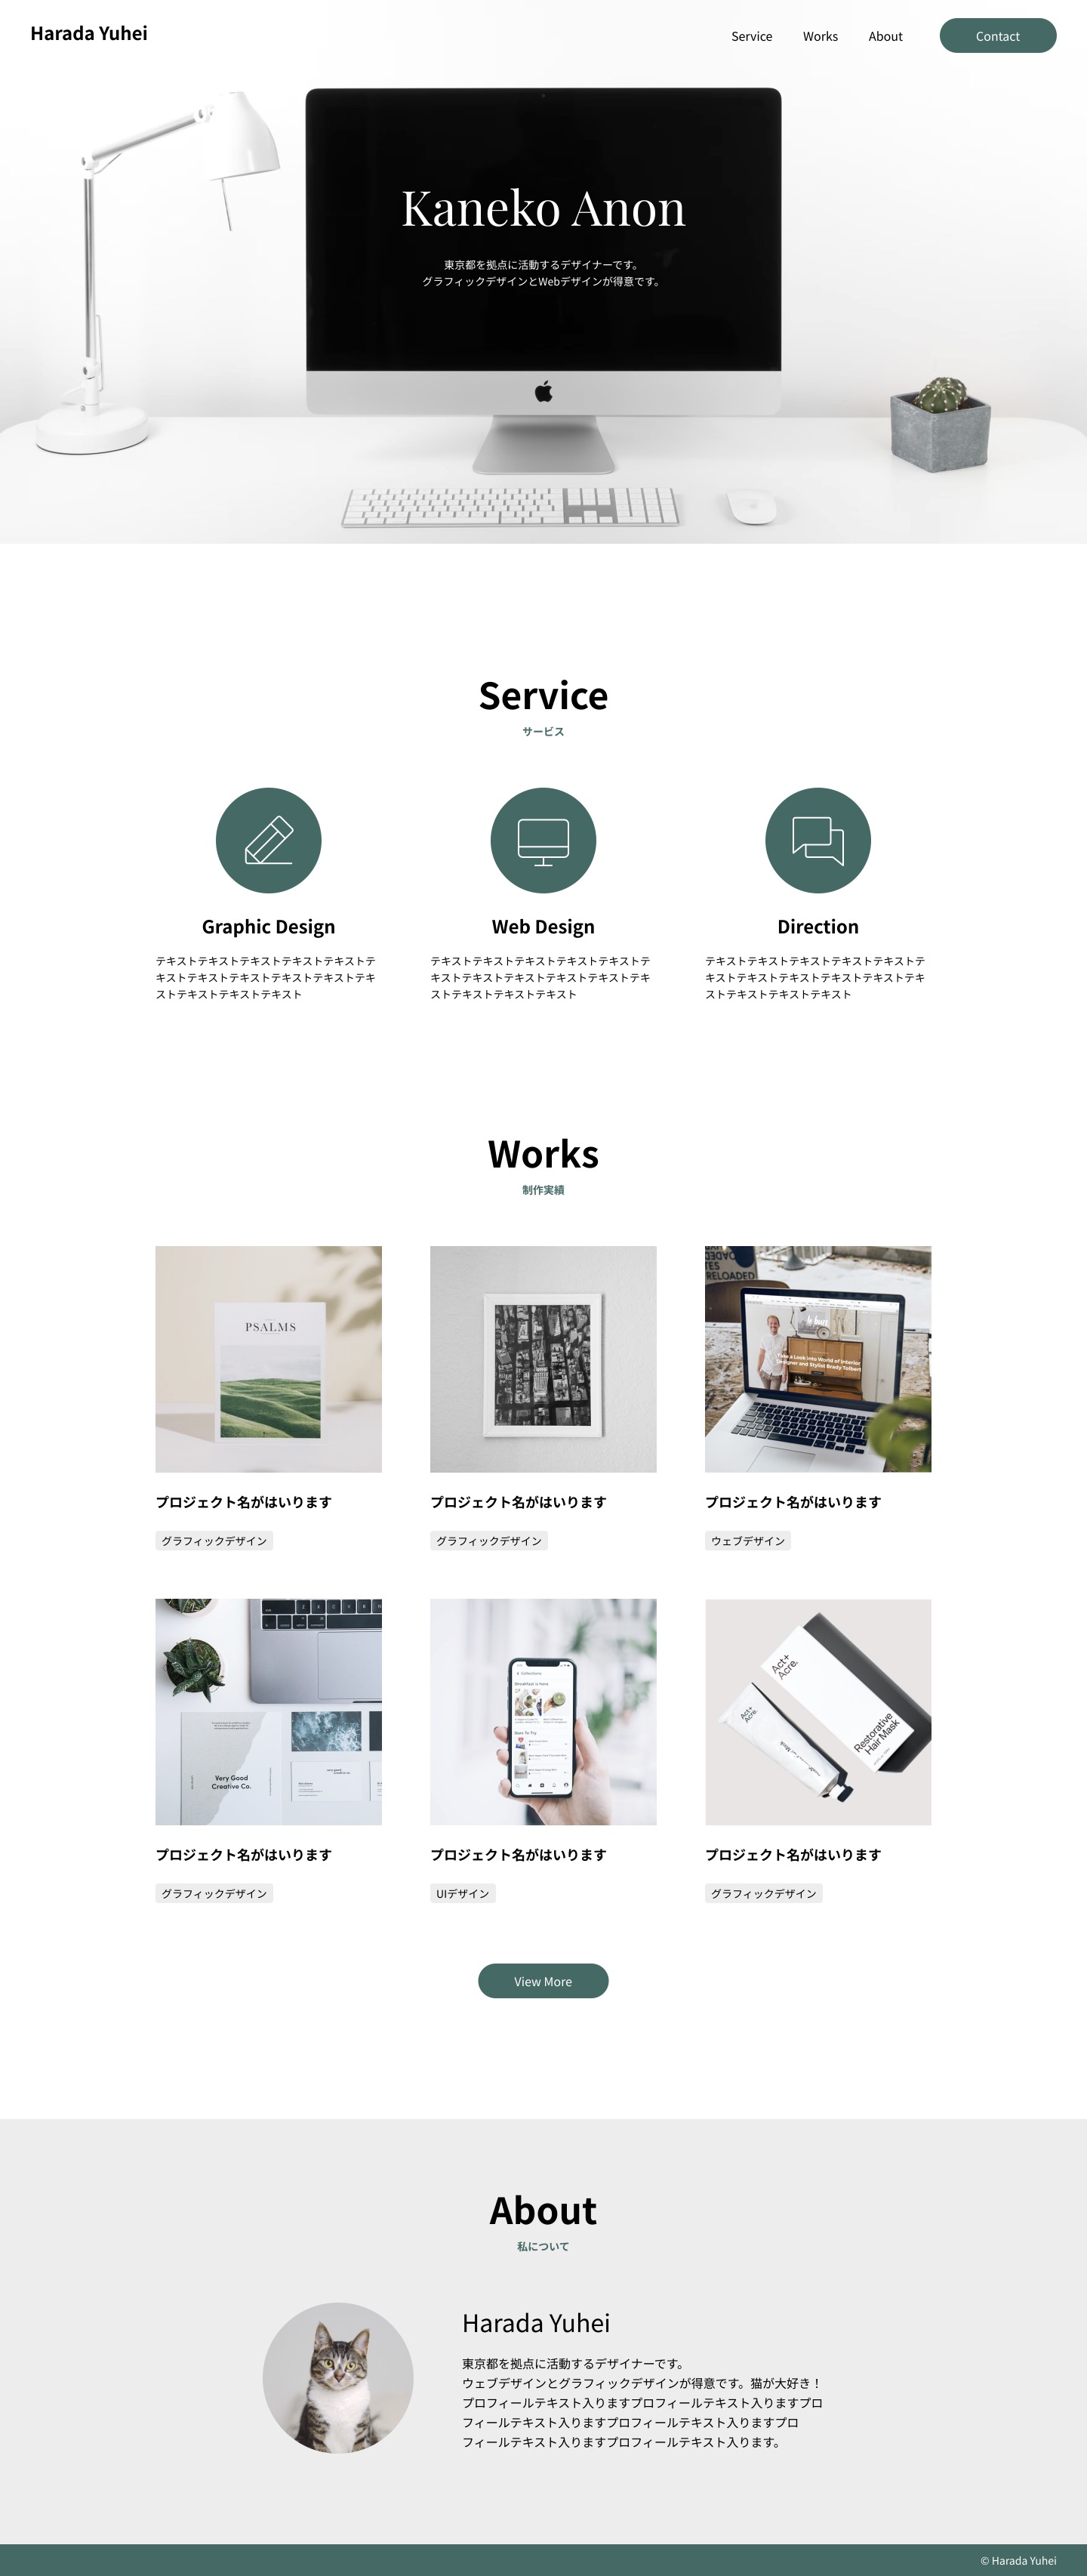 Harada Yuhei
Service
Works
About
Contact
Kaneko Anon
東京都を拠点に活動するデザイナーです。
グラフィックデザインとWebデザインが得意です。
Service
サービス
Graphic Design
Web Design
Direction
テキストテキストテキストテキストテキストテ
キストテキストテキストテキストテキストテキ
ストテキストテキストテキスト
テキストテキストテキストテキストテキストテ
キストテキストテキストテキストテキストテキ
ストテキストテキストテキスト
テキストテキストテキストテキストテキストテ
キストテキストテキストテキストテキストテキ
ストテキストテキストテキスト
Works
制作実績
PSALMS
RELOADED
Take a Look into World of Interior
Designer and Stylist Brady Tolbert
プロジェクト名がはいります
プロジェクト名がはいります
プロジェクト名がはいります
グラフィックデザイン
グラフィックデザイン
ウェブデザイン
Very Good
Creative Co.
Collections
Breakfast is here
Bars To Try
Act+
Acre.
Restorative
Hair Mask
Act+
Acre.
プロジェクト名がはいります
プロジェクト名がはいります
プロジェクト名がはいります
グラフィックデザイン
UIデザイン
グラフィックデザイン
View More
About
私について
Harada Yuhei
東京都を拠点に活動するデザイナーです。
ウェブデザインとグラフィックデザインが得意です。猫が大好き！
プロフィールテキスト入りますプロフィールテキスト入りますプロ
フィールテキスト入りますプロフィールテキスト入りますプロ
フィールテキスト入りますプロフィールテキスト入ります。
© Harada Yuhei